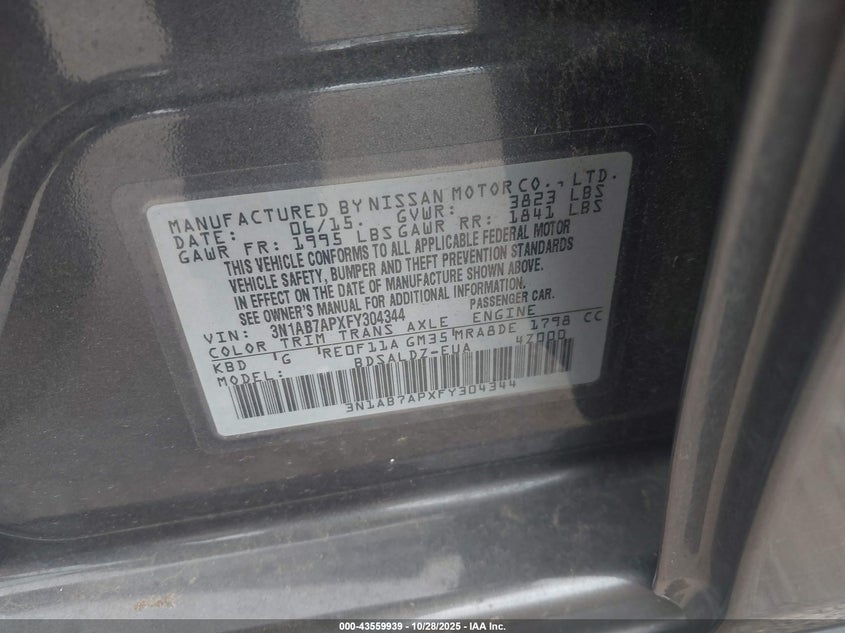 MANUFACTURED BY NISSAN MOTOR CO., LTD.
DATE: 06/15. GVWR: 3823 LBS
GAWR FR: 1995 LBS GAWR RR: 1841 LBS
THIS VEHICLE CONFORMS TO ALL APPLICABLE FEDERAL MOTOR
VEHICLE SAFETY, BUMPER AND THEFT PREVENTION STANDARDS
IN EFFECT ON THE DATE OF MANUFACTURE SHOWN ABOVE.
SEE OWNER'S MANUAL FOR ADDITIONAL INFORMATION.
VIN: 3N1AB7APXFY304344 PASSENGER CAR.
COLOR TRIM TRANS AXLE ENGINE
KBD G RE0F11A GM35 MRA8DE 1798 CC
MODEL: BDSALDZ-EUA 47000
3N1AB7APXFY304344
000-43559939 - 10/28/2025 - IAA Inc.